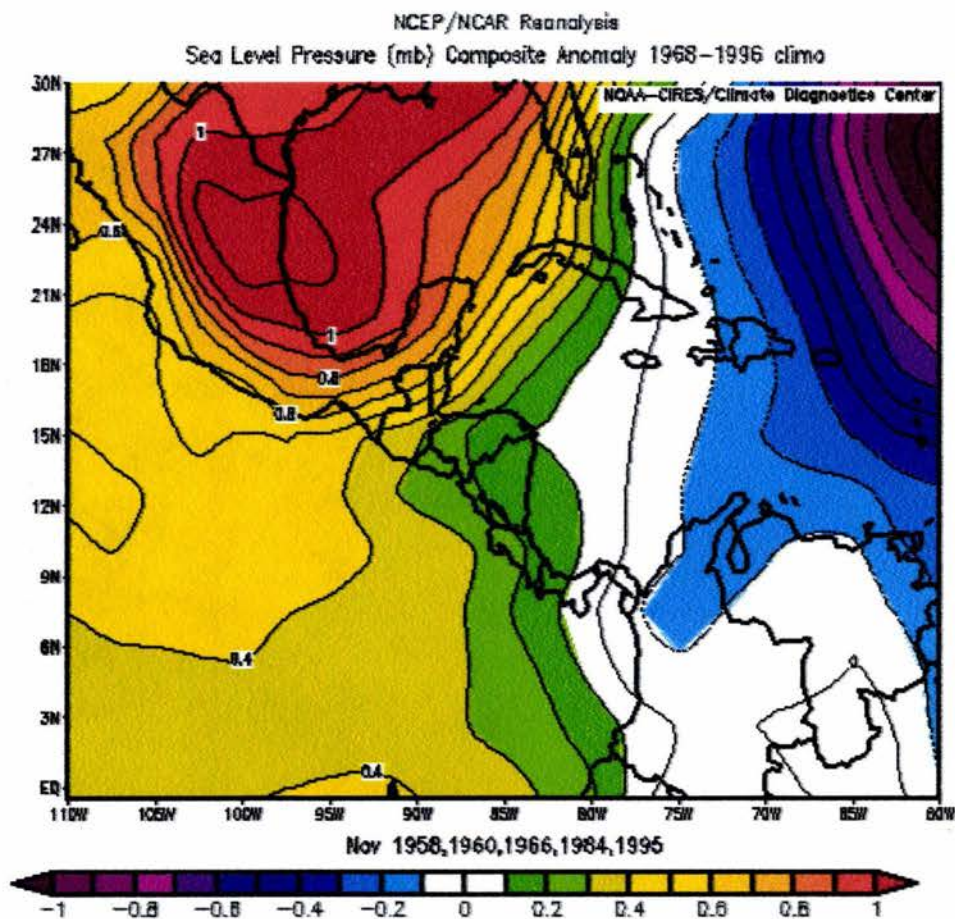 NCEP/NCAR Reanalysis
Sea Level Pressure (mb) Composite Anomaly 1968-1996 clima
NOAA-CIRES/Climate Diagnostics Center
30N
27N
24N
21N
18N
15N
12N
9N
6N
3N
EQ
1
1
0.8
0.4
0.4
0
110W 105W 100W 95W 90W 85W 80W 75W 70W 65W 60W
Nov 1958,1960,1966,1984,1995
-1 -0.8 -0.6 -0.4 -0.2 0 0.2 0.4 0.6 0.8 1